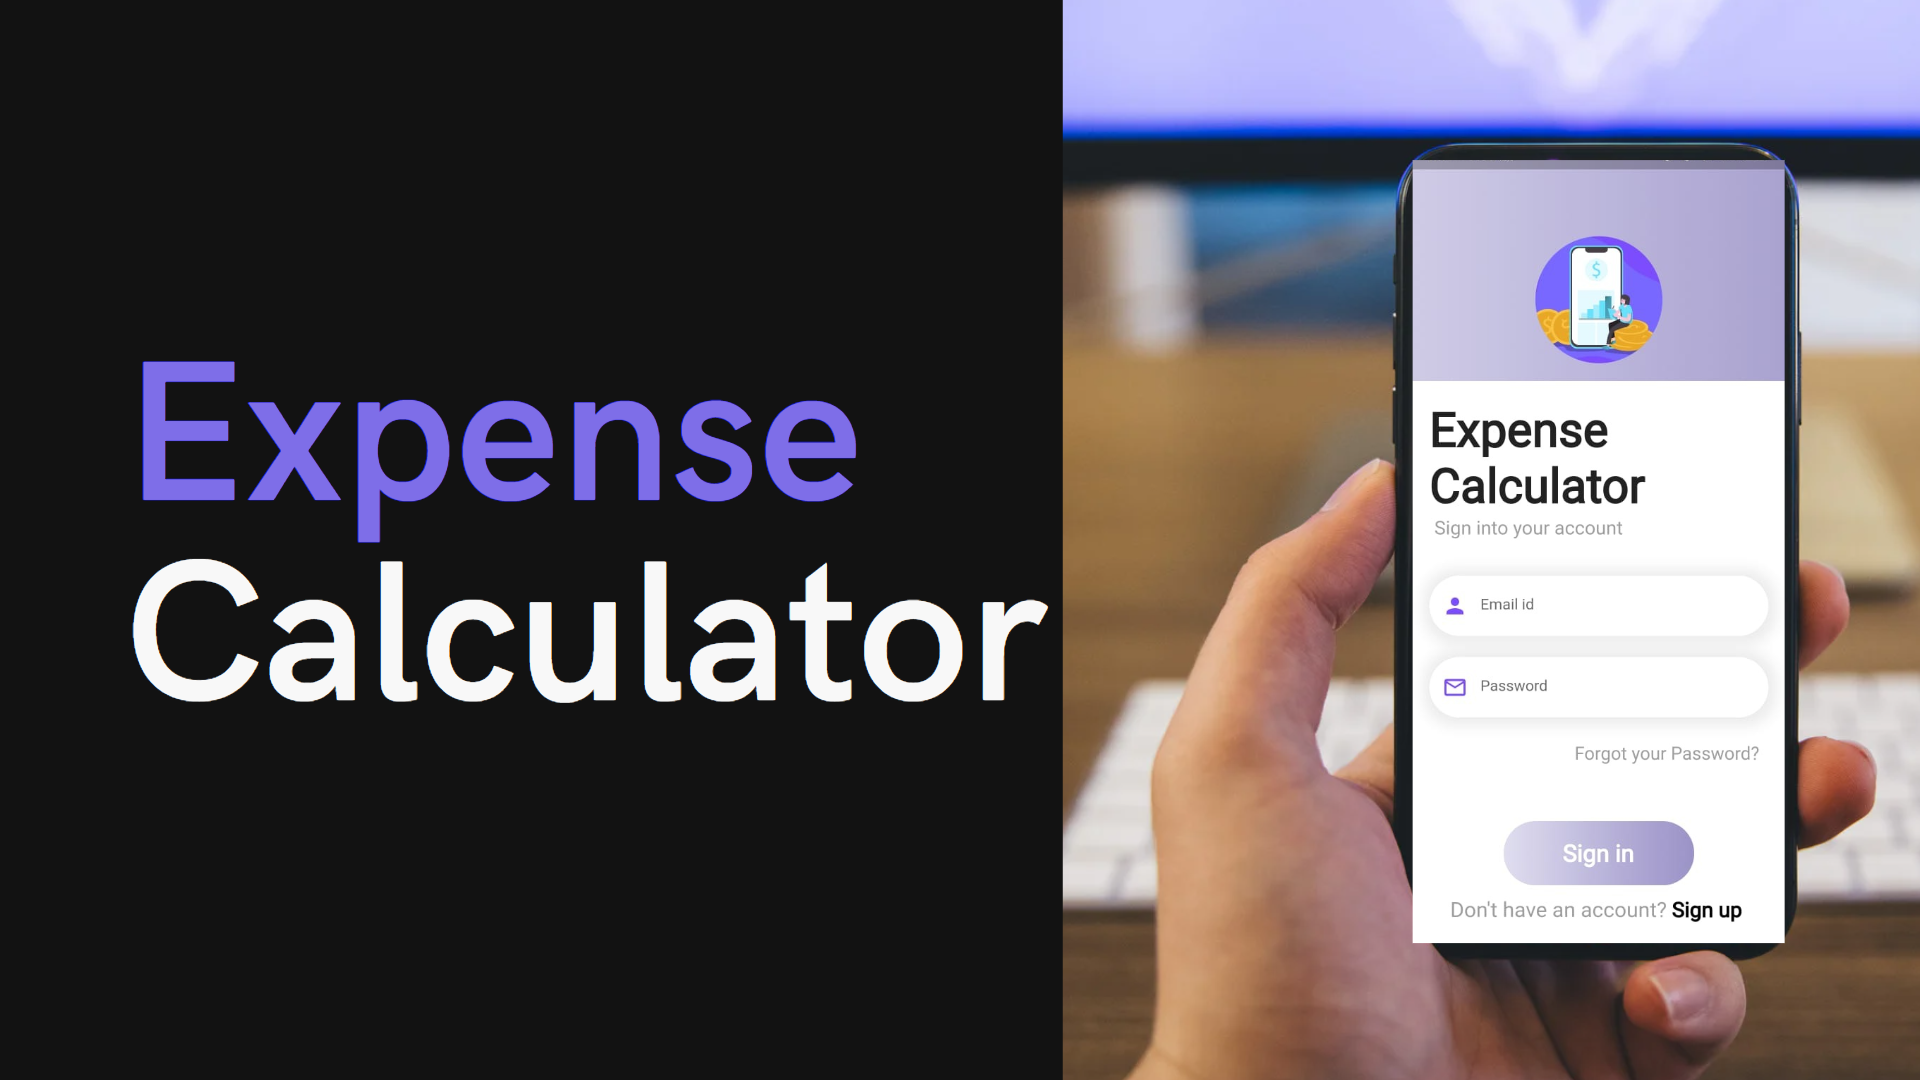 Expense
Calculator
$
Expense
Calculator
Sign into your account
Email id
Password
Forgot your Password?
Sign in
Don't have an account? Sign up